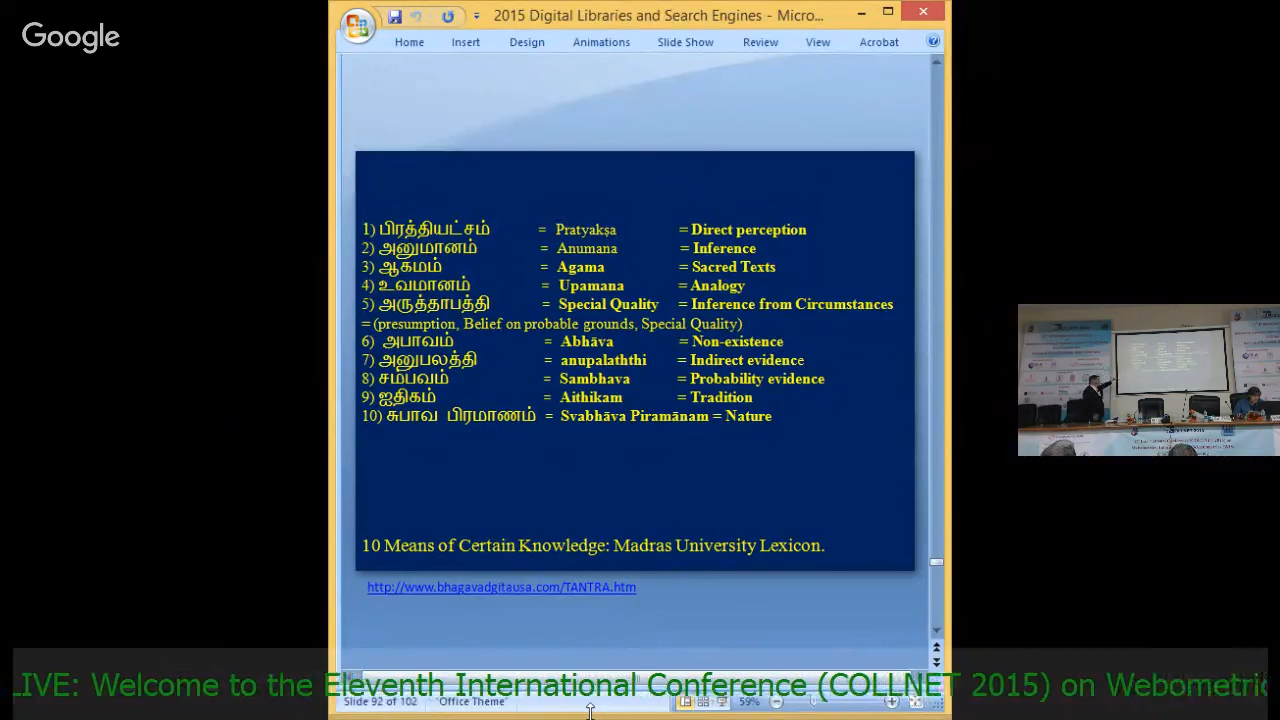 Google
2015 Digital Libraries and Search Engines - Micro...
Home Insert Design Animations Slide Show Review View Acrobat
1) பிரத்தியட்சம் = Pratyakṣa = Direct perception
2) அனுமானம் = Anumana = Inference
3) ஆகமம் = Agama = Sacred Texts
4) உவமானம் = Upamana = Analogy
5) அருத்தாபத்தி = Special Quality = Inference from Circumstances
= (presumption, Belief on probable grounds, Special Quality)
6) அபாவம் = Abhāva = Non-existence
7) அனுபலத்தி = anupalaththi = Indirect evidence
8) சம்பவம் = Sambhava = Probability evidence
9) ஐதிகம் = Aithikam = Tradition
10) சுபாவ பிரமாணம் = Svabhāva Piramānam = Nature
10 Means of Certain Knowledge: Madras University Lexicon.
http://www.bhagavadgitausa.com/TANTRA.htm
LIVE: Welcome to the Eleventh International Conference (COLLNET 2015) on Webometric
Slide 92 of 102 "Office Theme" 59%